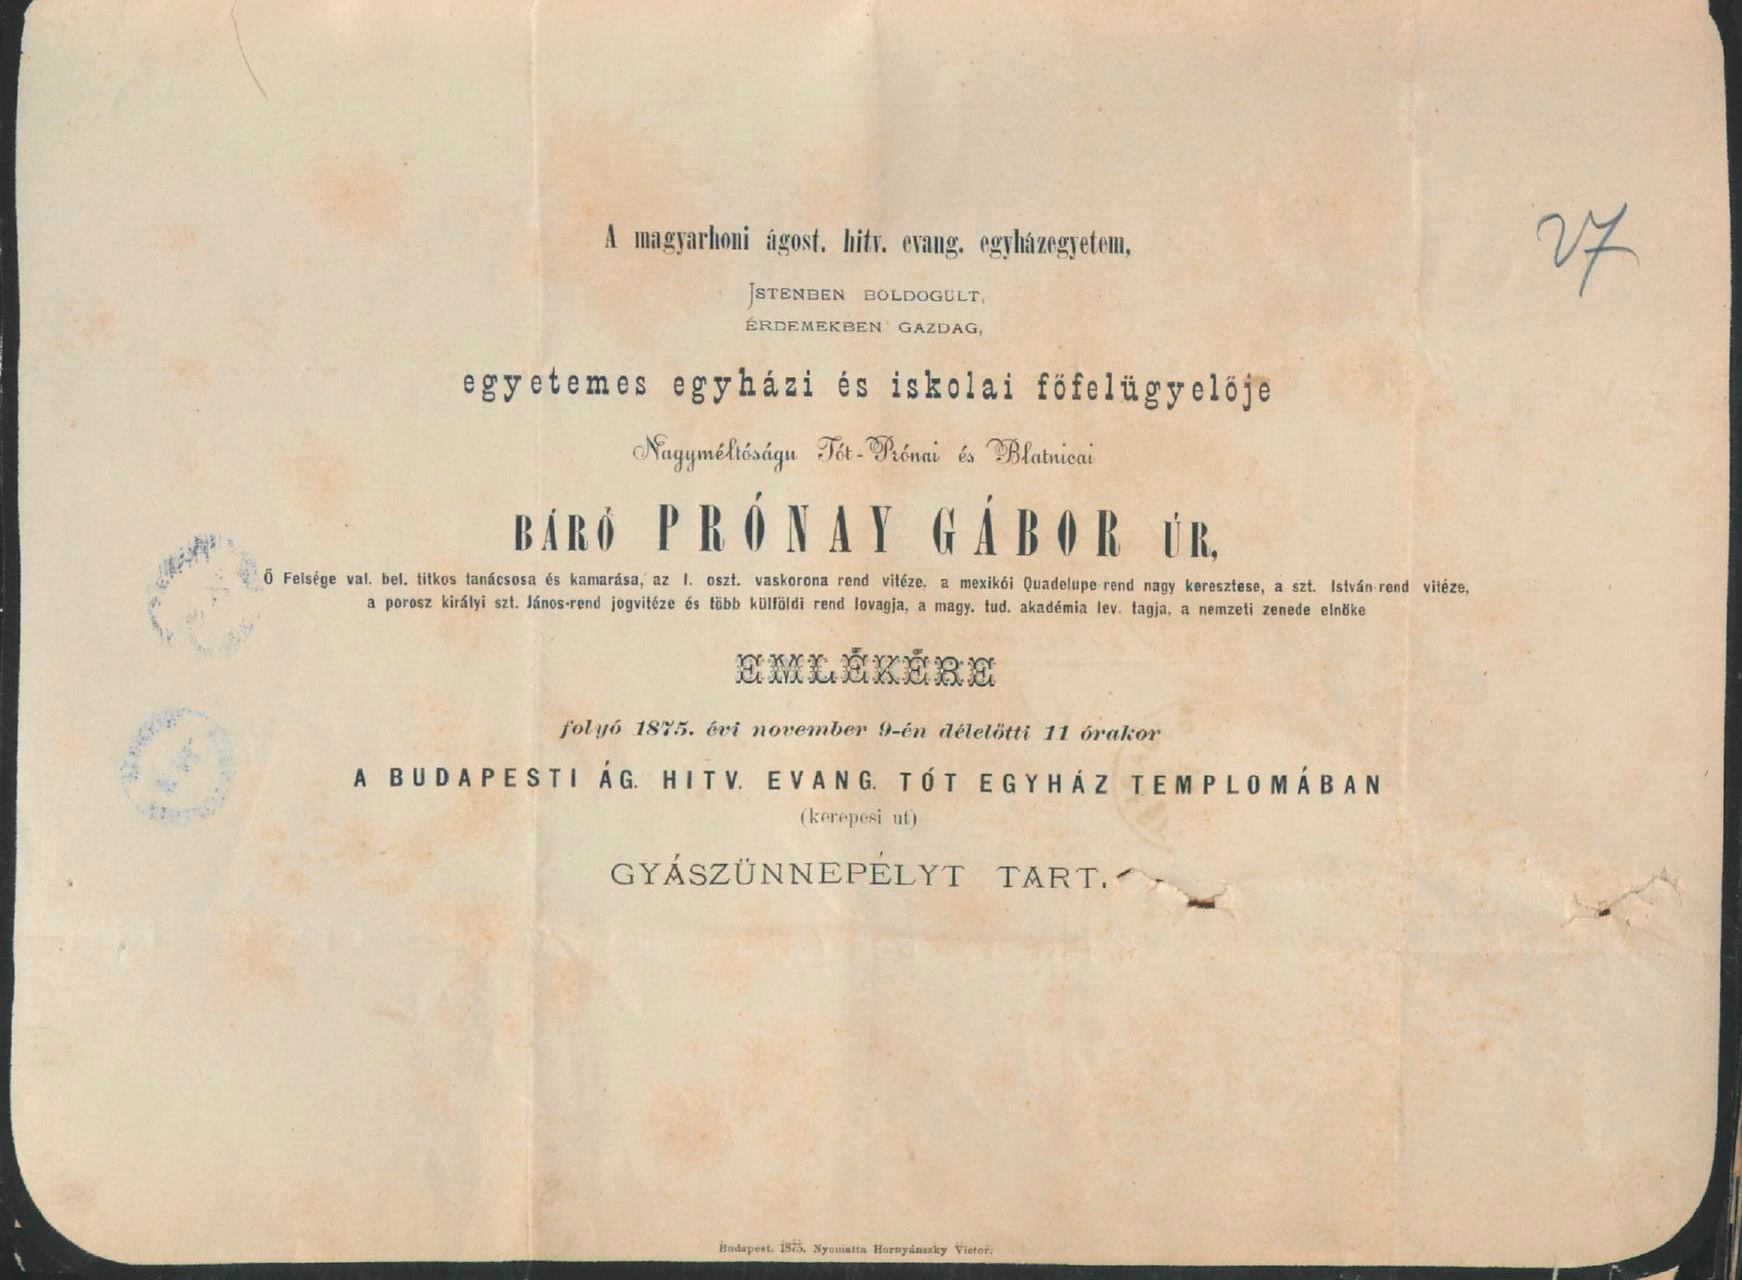 A magyarhoni ágost. hitv. evang. egyházegyetem,
ISTENBEN BOLDOGULT,
ÉRDEMEKBEN GAZDAG,
egyetemes egyházi és iskolai főfelügyelője
Nagyméltóságu Tót-Prónai és Blatnicai
BÁRÓ PRÓNAY GÁBOR ÚR,
Ő Felsége val. bel. titkos tanácsosa és kamarása, az I. oszt. vaskorona rend vitéze, a mexikói Quadelupe-rend nagy keresztese, a szt. István-rend vitéze,
a porosz királyi szt. János-rend jogvitéze és több külföldi rend lovagja, a magy. tud. akadémia lev. tagja, a nemzeti zenede elnöke
EMLÉKÉRE
folyó 1875. évi november 9-én délelőtti 11 órakor
A BUDAPESTI ÁG. HITV. EVANG. TÓT EGYHÁZ TEMPLOMÁBAN
(kerepesi ut)
GYÁSZÜNNEPÉLYT TART.
Budapest, 1875. Nyomatta Hornyánszky Victor.